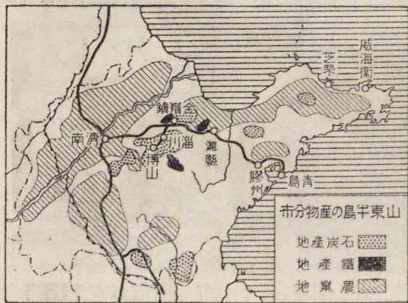 威海衛
芝罘
金嶺鎭
濟南
淄川
博山
濰縣
膠州
青島
山東半島の産物分布
石炭産地
鐵産地
農業地